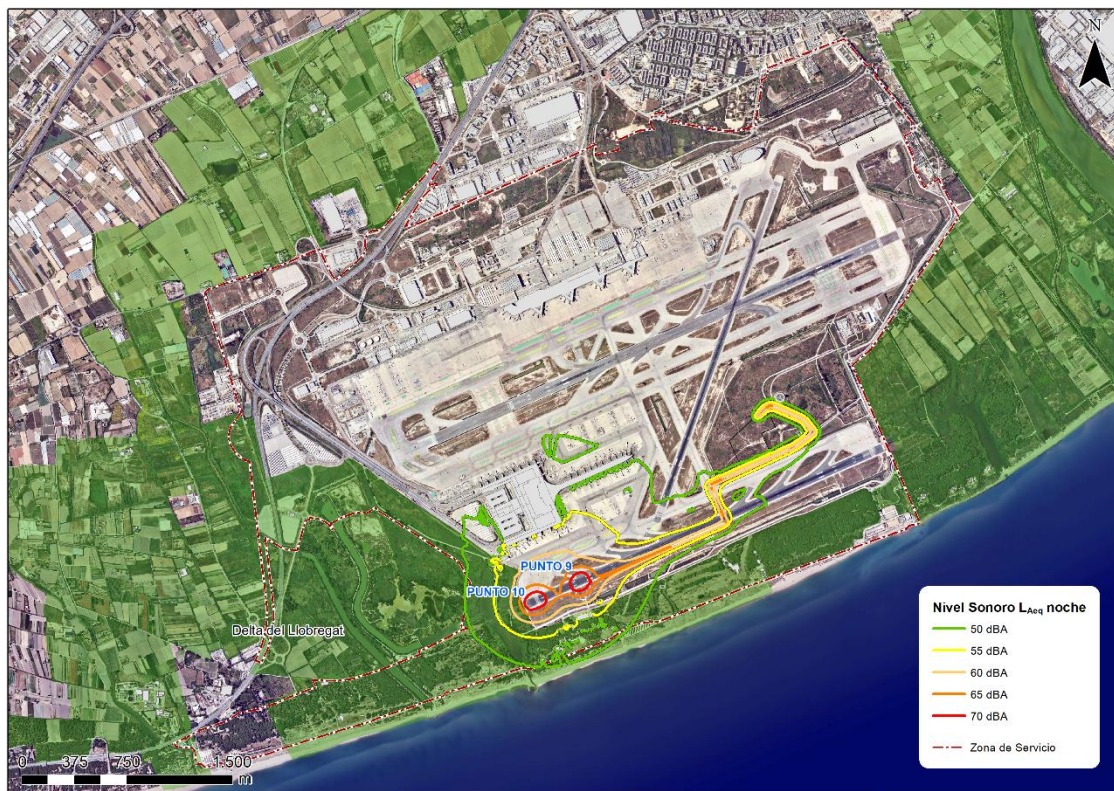 N
PUNTO 9
PUNTO 10
Delta del Llobregat
Nivel Sonoro LAeq noche
50 dBA
55 dBA
60 dBA
65 dBA
70 dBA
Zona de Servicio
0 375 750 1.500
m